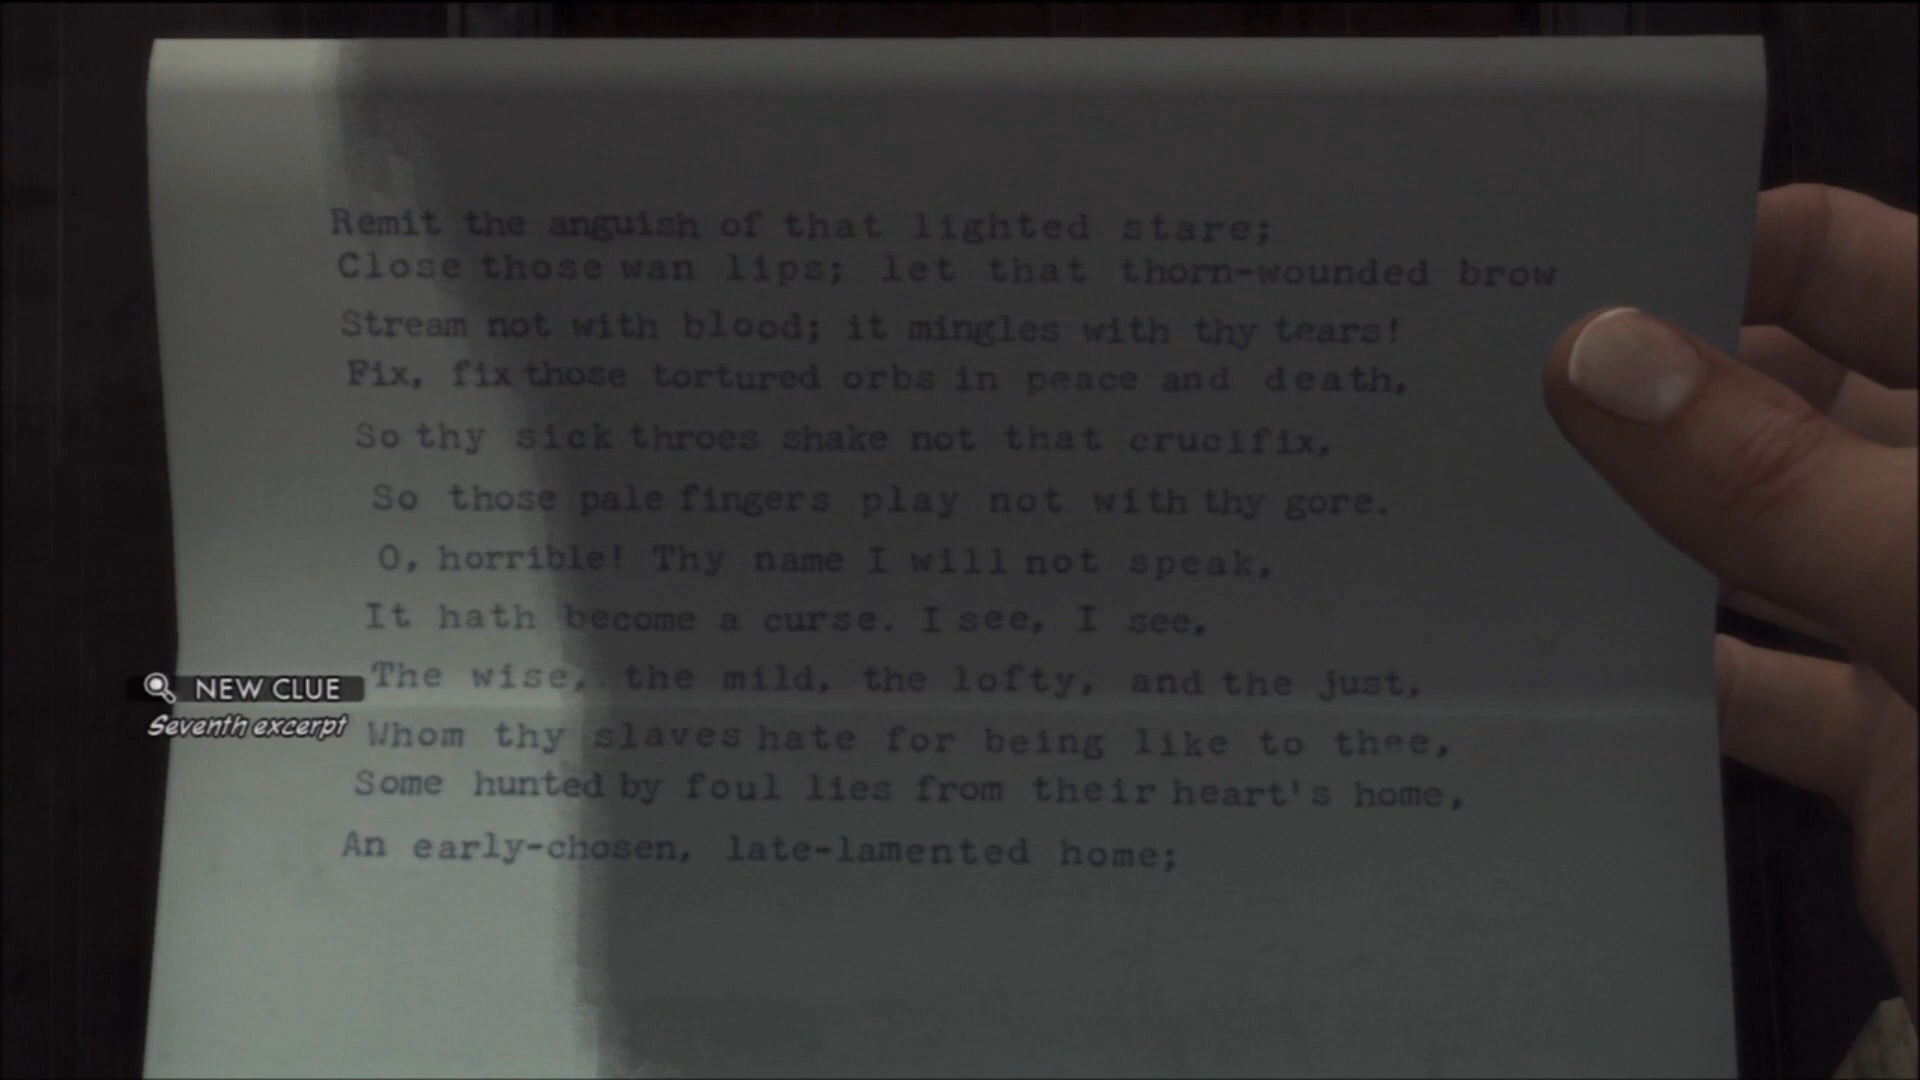 Remit the anguish of that lighted stare;
Close those wan lips; let that thorn-wounded brow
Stream not with blood; it mingles with thy tears!
Fix, fix those tortured orbs in peace and death,
So thy sick throes shake not that crucifix,
So those pale fingers play not with thy gore.
O, horrible! Thy name I will not speak,
It hath become a curse. I see, I see,
The wise, the mild, the lofty, and the just,
Whom thy slaves hate for being like to thee,
Some hunted by foul lies from their heart's home,
An early-chosen, late-lamented home;
NEW CLUE
Seventh excerpt